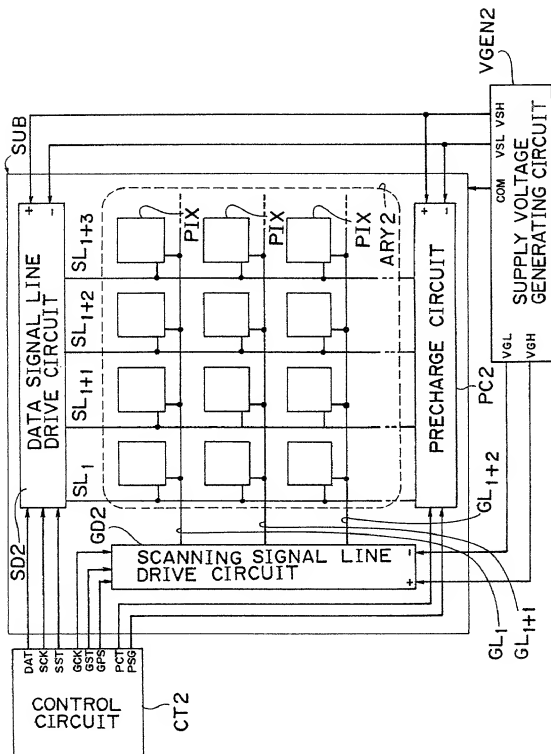 CONTROL
CIRCUIT
CT2
DAT
SCK
SST
GCK
GST
GPS
PCT
PSG
SD2
DATA SIGNAL LINE
DRIVE CIRCUIT
+
-
SUB
GD2
SCANNING SIGNAL LINE
DRIVE CIRCUIT
+
-
SL1
SL1+1
SL1+2
SL1+3
PIX
PIX
PIX
ARY2
GL1
GL1+1
GL1+2
PRECHARGE CIRCUIT
+
-
PC2
VGEN2
SUPPLY VOLTAGE
GENERATING CIRCUIT
VGL
VGH
COM
VSL
VSH